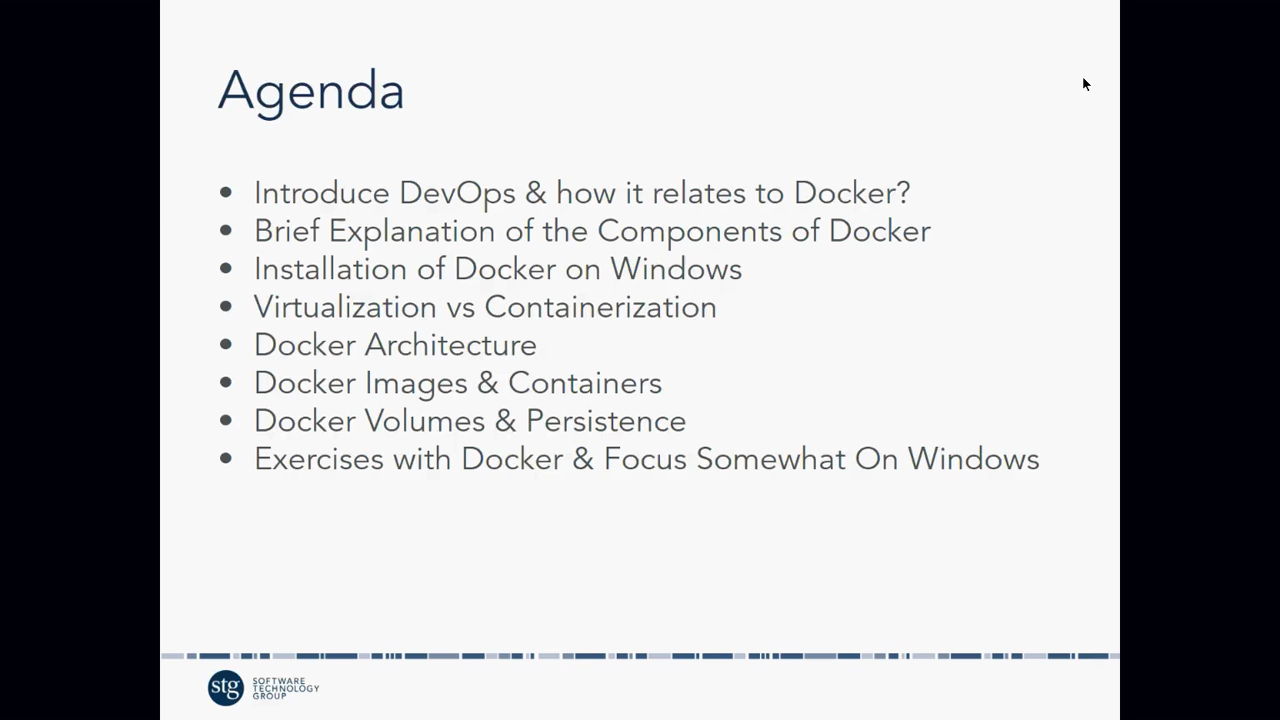 Agenda
• Introduce DevOps & how it relates to Docker?
• Brief Explanation of the Components of Docker
• Installation of Docker on Windows
• Virtualization vs Containerization
• Docker Architecture
• Docker Images & Containers
• Docker Volumes & Persistence
• Exercises with Docker & Focus Somewhat On Windows
stg
SOFTWARE
TECHNOLOGY
GROUP